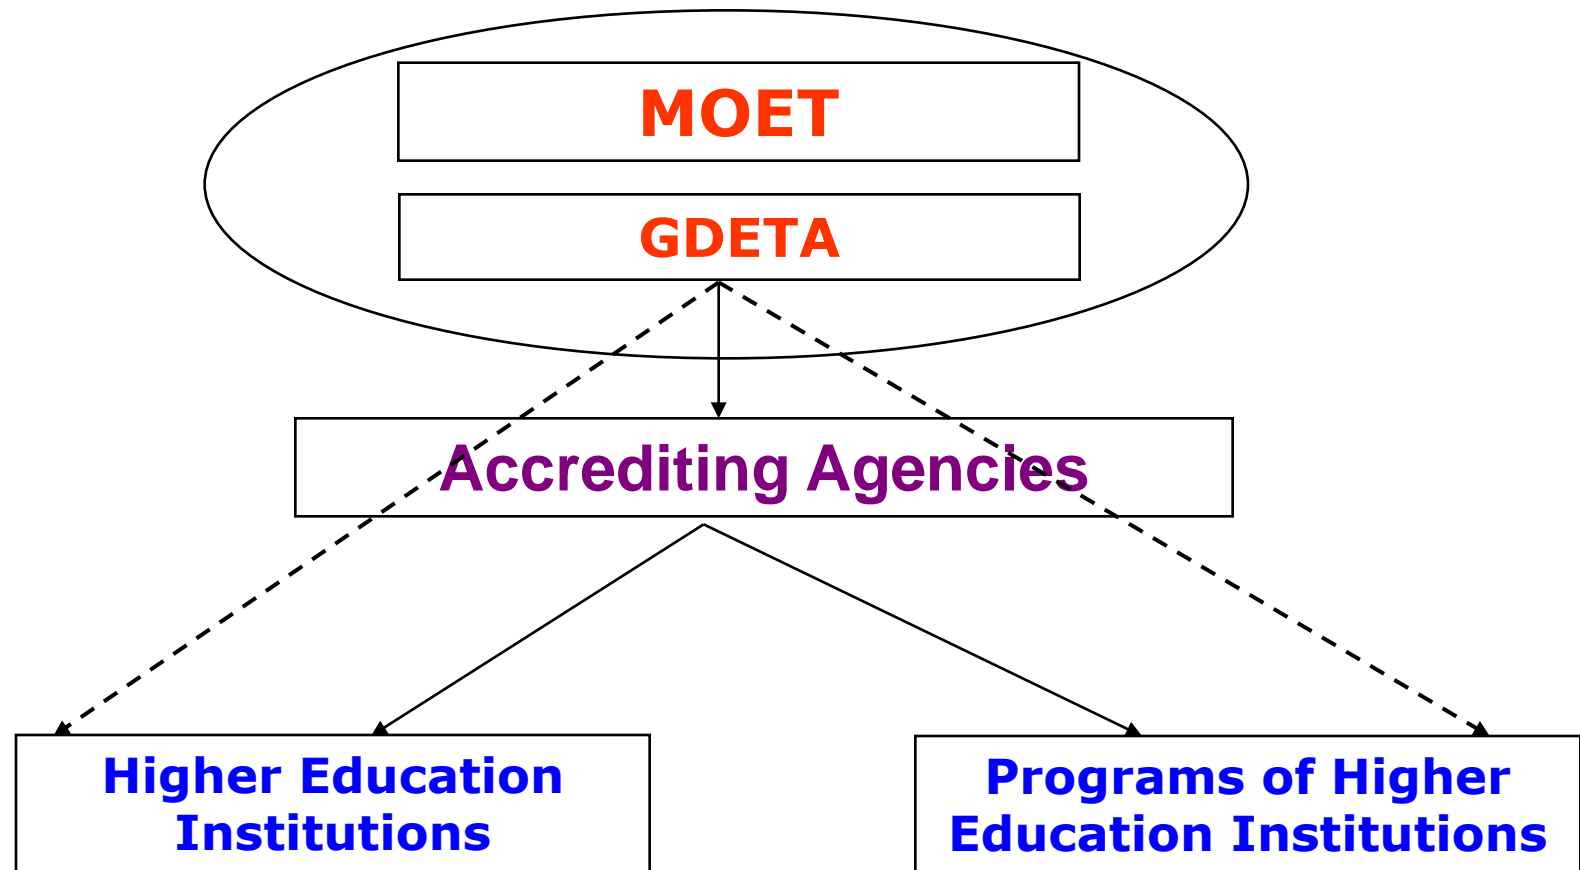 MOET
GDETA
Accrediting Agencies
Higher Education
Institutions
Programs of Higher
Education Institutions